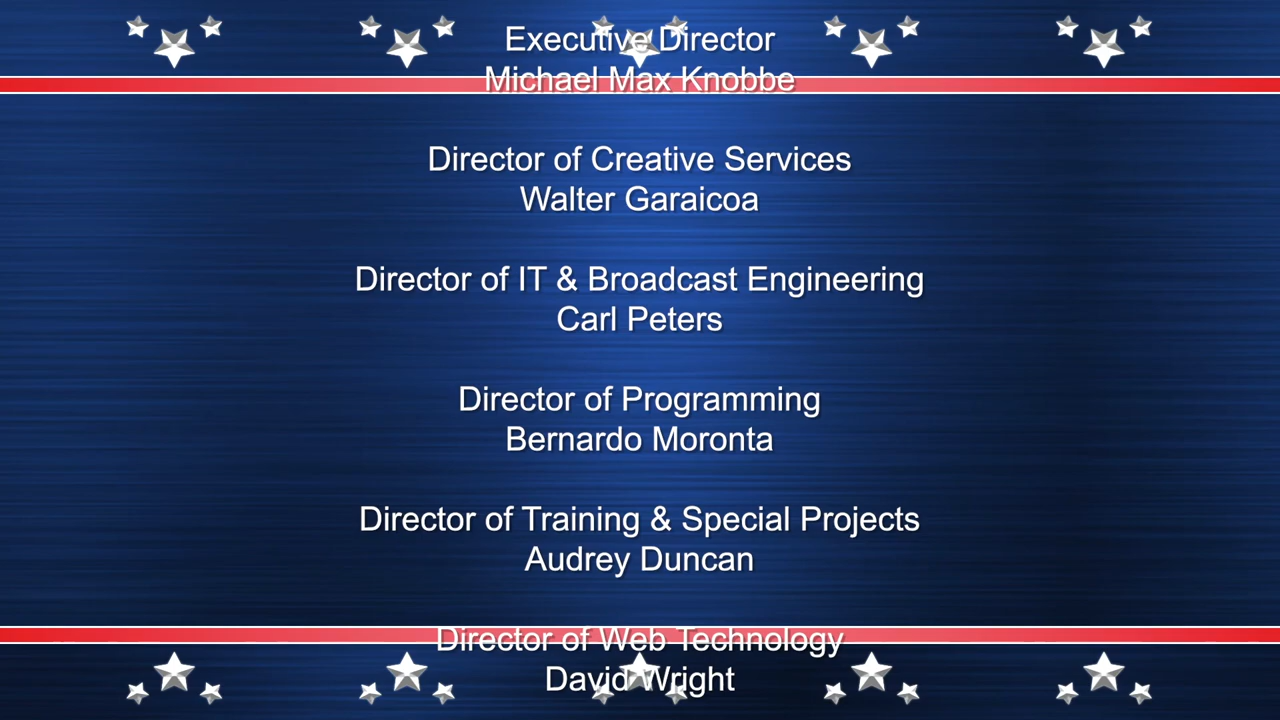 Executive Director
Michael Max Knobbe
Director of Creative Services
Walter Garaicoa
Director of IT & Broadcast Engineering
Carl Peters
Director of Programming
Bernardo Moronta
Director of Training & Special Projects
Audrey Duncan
Director of Web Technology
David Wright